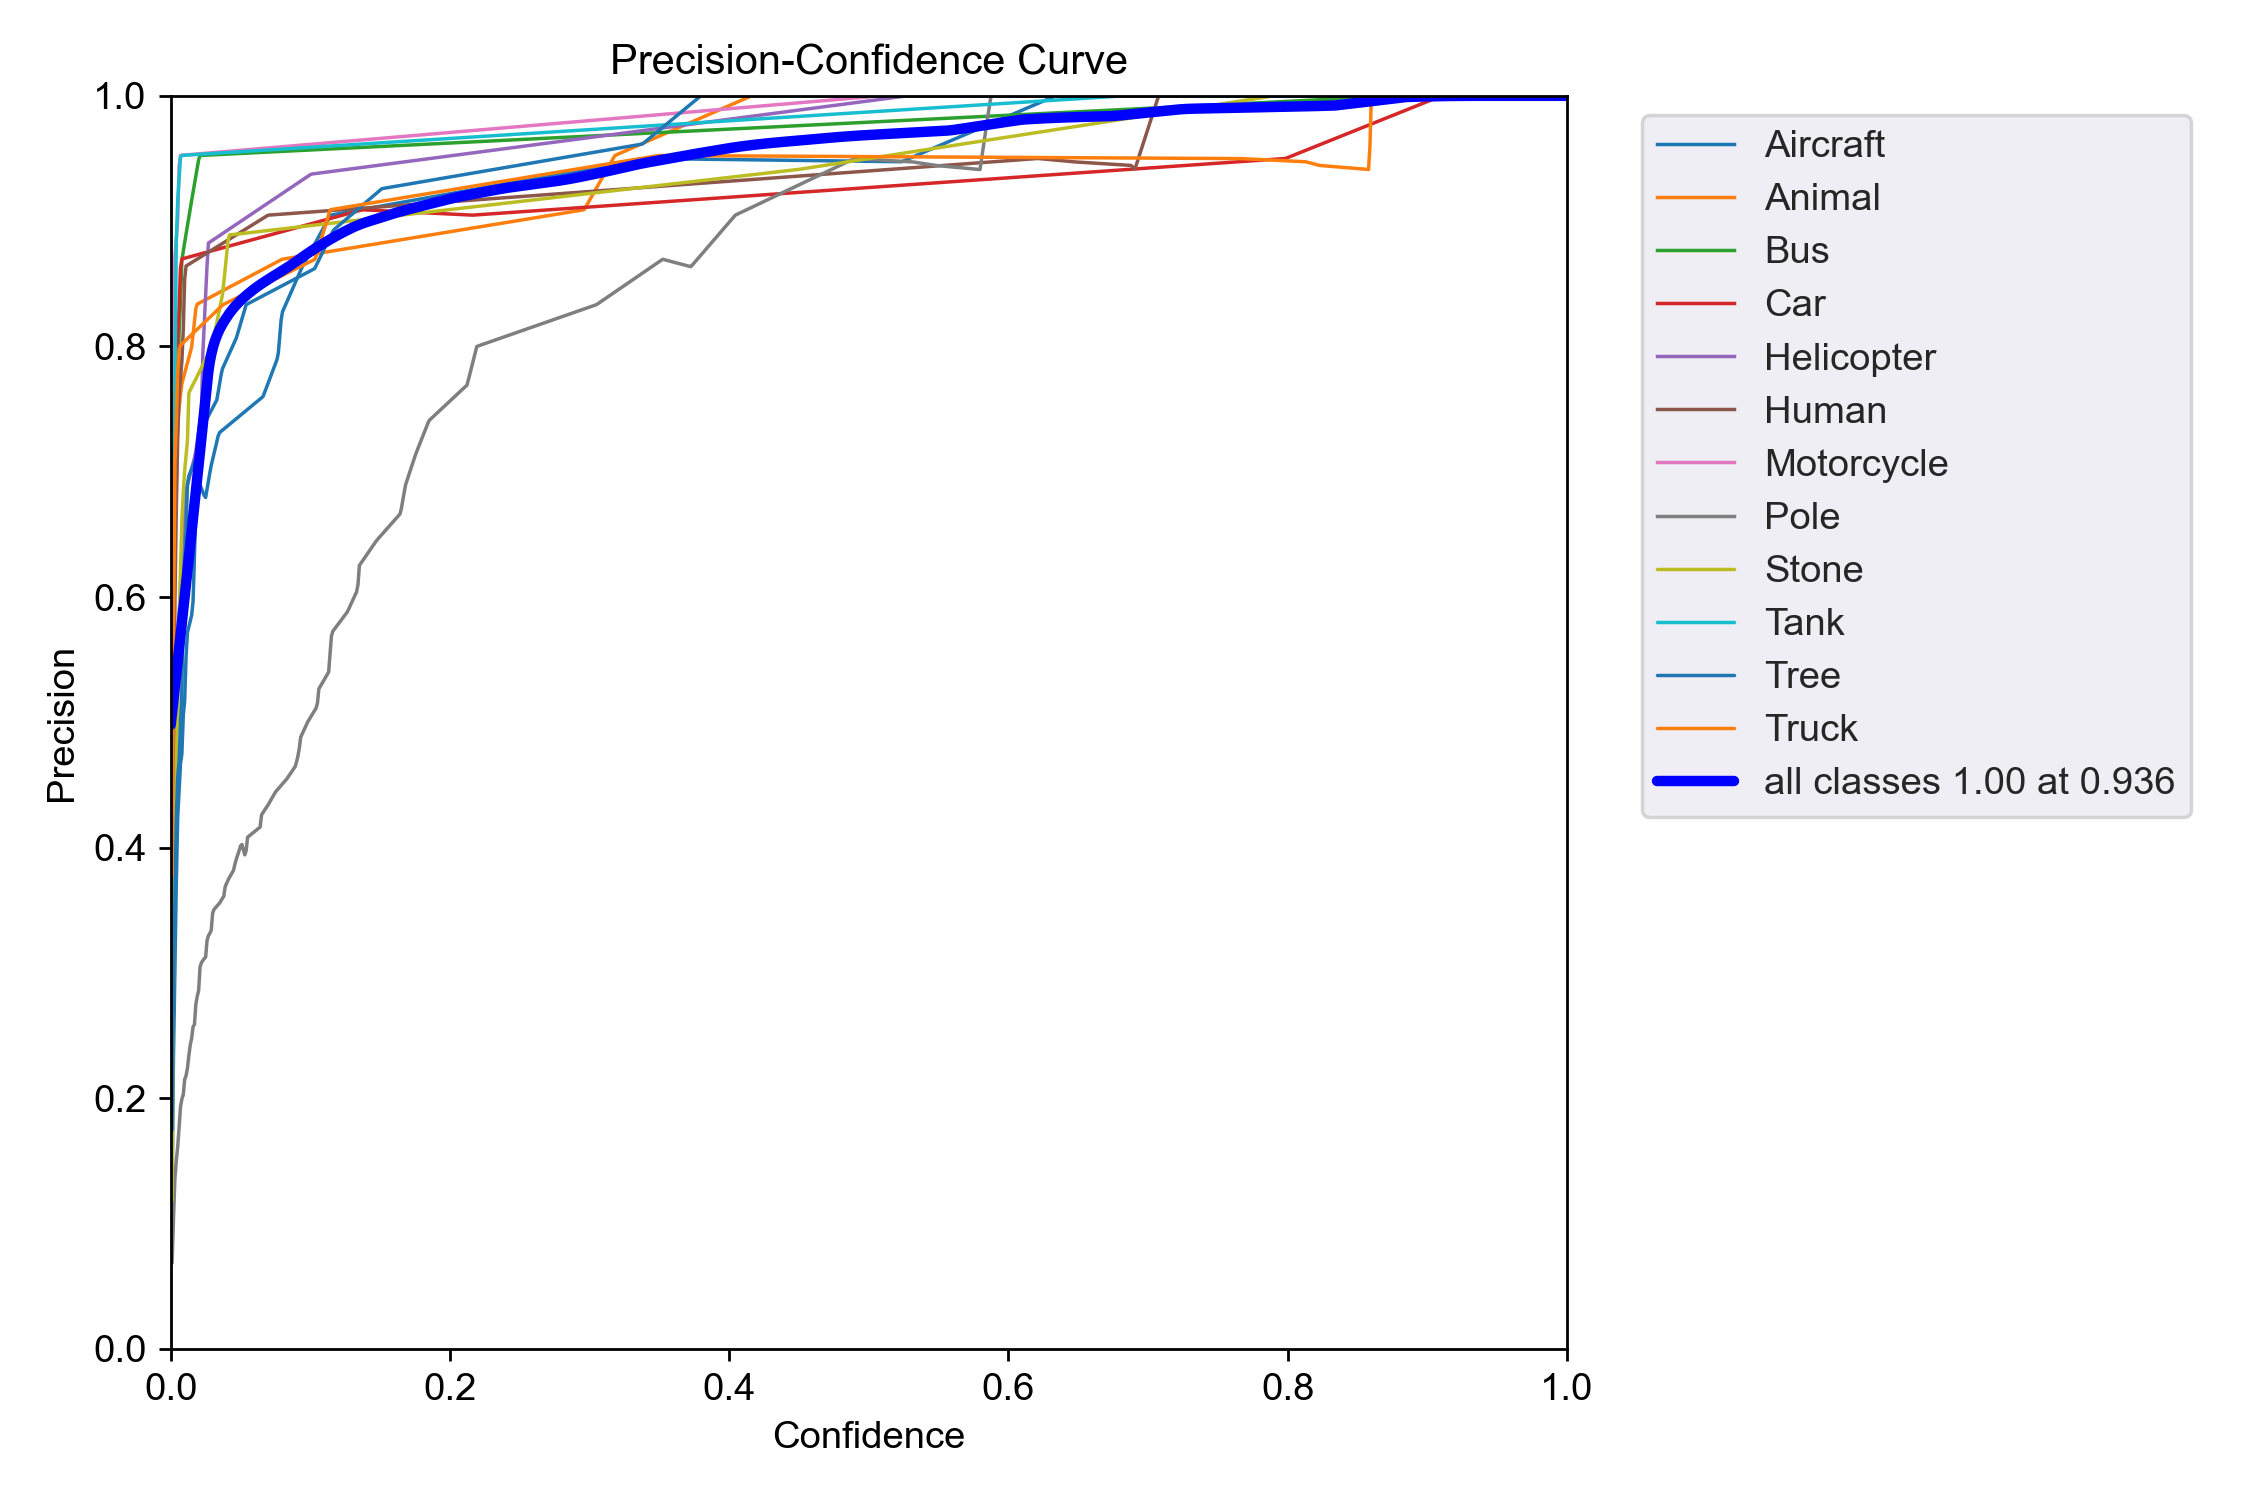 Precision-Confidence Curve
1.0
0.8
0.6
0.4
0.2
0.0
Precision
0.0 0.2 0.4 0.6 0.8 1.0
Confidence
Aircraft
Animal
Bus
Car
Helicopter
Human
Motorcycle
Pole
Stone
Tank
Tree
Truck
all classes 1.00 at 0.936